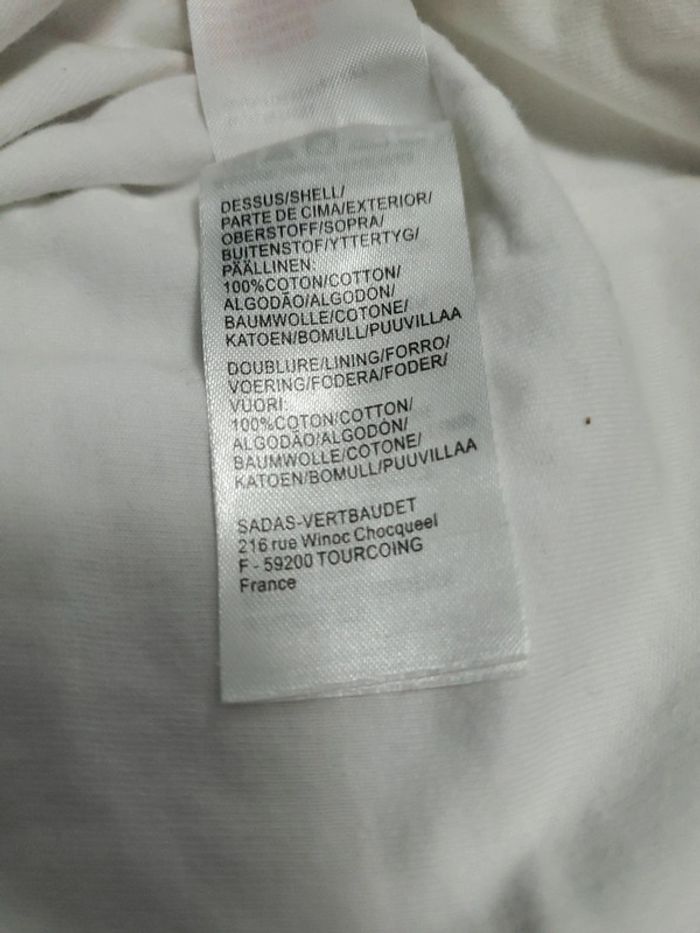 DESSUS/SHELL/
PARTE DE CIMA/EXTERIOR/
OBERSTOFF/SOPRA/
BUITENSTOF/YTTERTYG/
PÄÄLLINEN:
100%COTON/COTTON/
ALGODÃO/ALGODÓN/
BAUMWOLLE/COTONE/
KATOEN/BOMULL/PUUVILLAA
DOUBLURE/LINING/FORRO/
VOERING/FODERA/FODER/
VUORI:
100%COTON/COTTON/
ALGODÃO/ALGODÓN/
BAUMWOLLE/COTONE/
KATOEN/BOMULL/PUUVILLAA
SADAS-VERTBAUDET
216 rue Winoc Chocqueel
F - 59200 TOURCOING
France